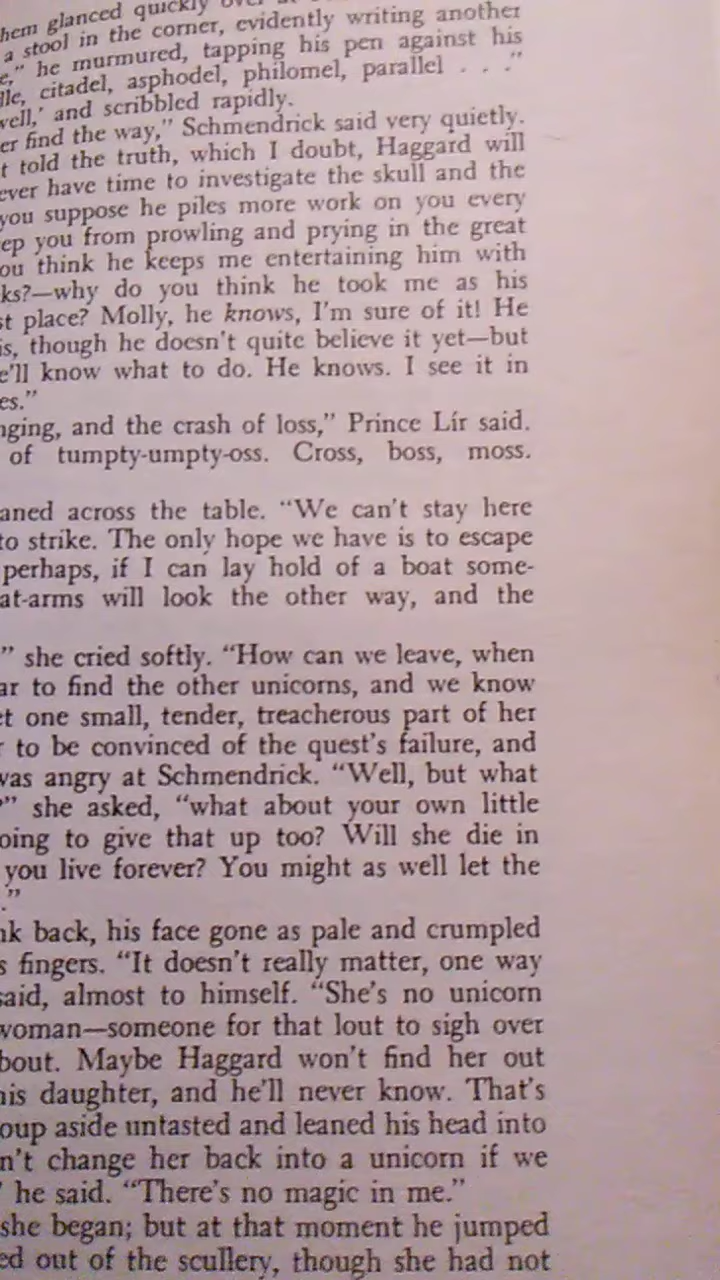 hem glanced quickly over
a stool in the corner, evidently writing another
e," he murmured, tapping his pen against his
lle, citadel, asphodel, philomel, parallel . . ."
well,' and scribbled rapidly.
er find the way," Schmendrick said very quietly.
t told the truth, which I doubt, Haggard will
ever have time to investigate the skull and the
you suppose he piles more work on you every
ep you from prowling and prying in the great
ou think he keeps me entertaining him with
ks?—why do you think he took me as his
st place? Molly, he knows, I'm sure of it! He
is, though he doesn't quite believe it yet—but
e'll know what to do. He knows. I see it in
es."
nging, and the crash of loss," Prince Lír said.
of tumpty-umpty-oss. Cross, boss, moss.
aned across the table. "We can't stay here
to strike. The only hope we have is to escape
perhaps, if I can lay hold of a boat some-
at-arms will look the other way, and the
" she cried softly. "How can we leave, when
ar to find the other unicorns, and we know
et one small, tender, treacherous part of her
r to be convinced of the quest's failure, and
was angry at Schmendrick. "Well, but what
?" she asked, "what about your own little
oing to give that up too? Will she die in
you live forever? You might as well let the
."
nk back, his face gone as pale and crumpled
s fingers. "It doesn't really matter, one way
said, almost to himself. "She's no unicorn
woman—someone for that lout to sigh over
bout. Maybe Haggard won't find her out
his daughter, and he'll never know. That's
oup aside untasted and leaned his head into
n't change her back into a unicorn if we
' he said. "There's no magic in me."
she began; but at that moment he jumped
ed out of the scullery, though she had not